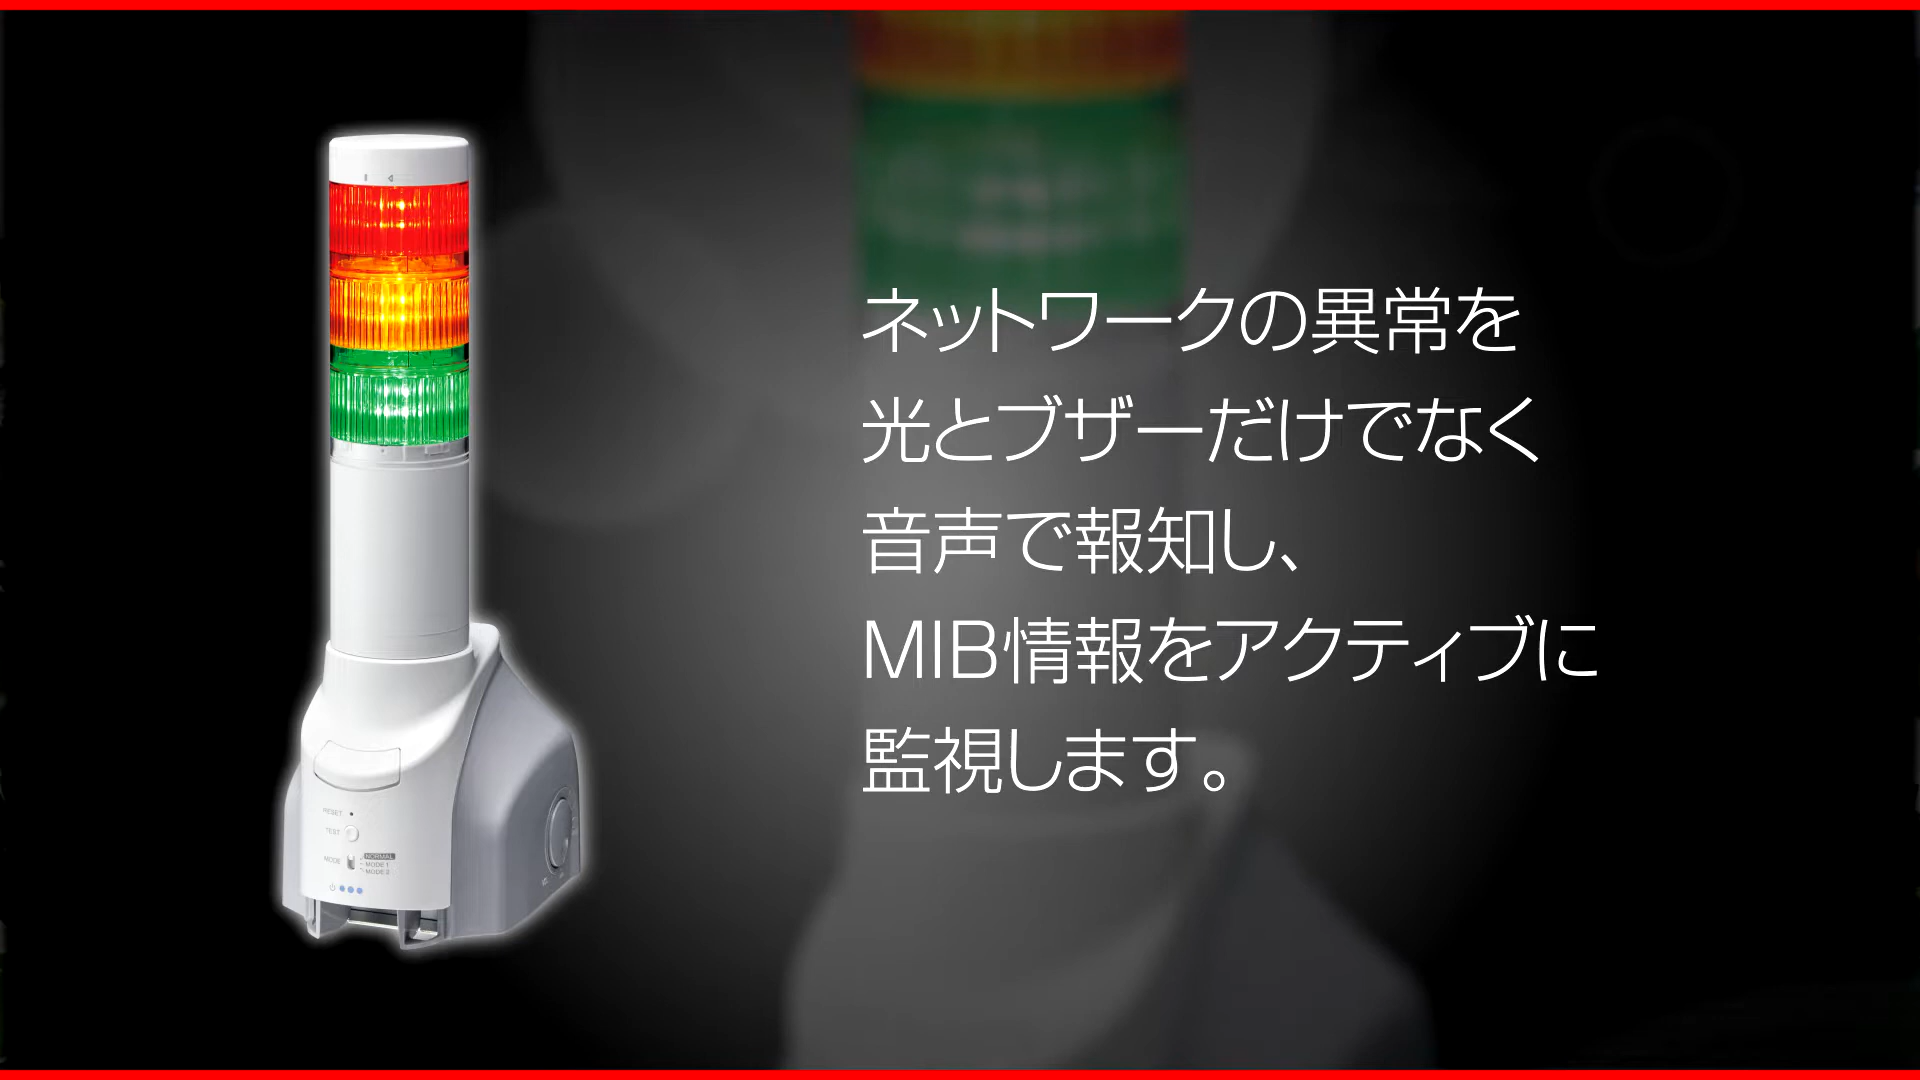 ネットワークの異常を
光とブザーだけでなく
音声で報知し、
MIB情報をアクティブに
監視します。
RESET
TEST
MODE
NORMAL
MODE 1
MODE 2